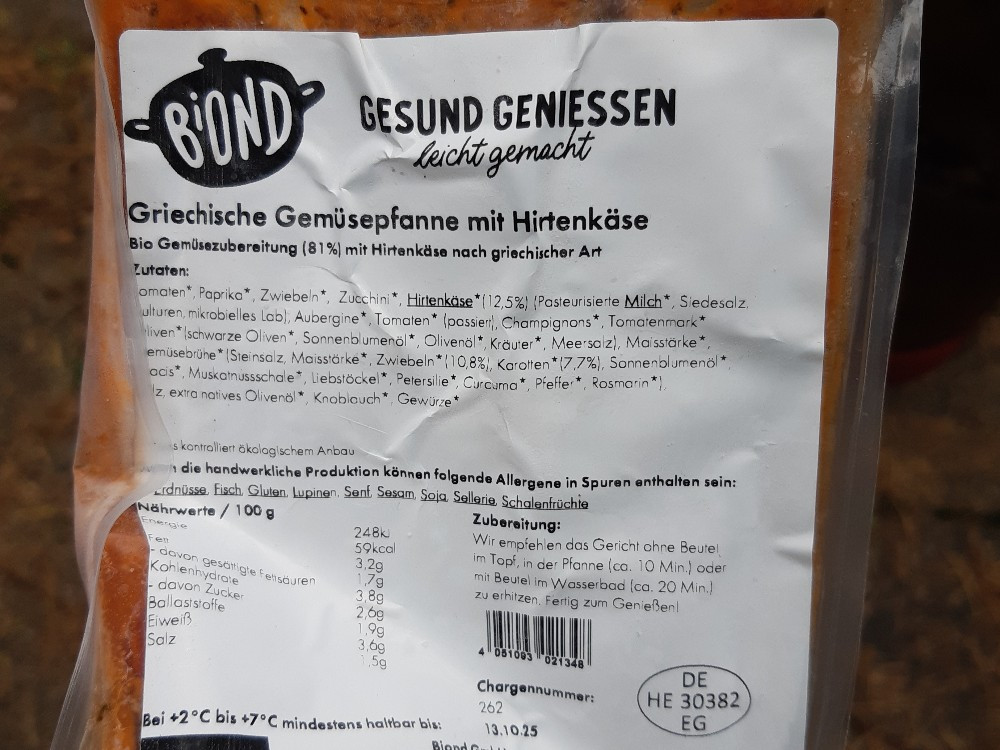 BiOND
GESUND GENIESSEN
leicht gemacht
Griechische Gemüsepfanne mit Hirtenkäse
Bio Gemüsezubereitung (81%) mit Hirtenkäse nach griechischer Art
Zutaten:
omaten*, Paprika*, Zwiebeln*, Zucchini*, Hirtenkäse*(12,5%) (Pasteurisierte Milch*, Siedesalz,
ulturen, mikrobielles Lab), Aubergine*, Tomaten* (passiert), Champignons*, Tomatenmark*
liven*(schwarze Oliven*, Sonnenblumenöl*, Olivenöl*, Kräuter*, Meersalz), Maisstärke*,
emüsebrühe*(Steinsalz, Maisstärke*, Zwiebeln*(10,8%), Karotten*(7,7%), Sonnenblumenöl*,
acis*, Muskatnussschale*, Liebstöckel*, Petersilie*, Curcuma*, Pfeffer*, Rosmarin*),
lz, extra natives Olivenöl*, Knoblauch*, Gewürze*
s kontrolliert ökologischem Anbau
h die handwerkliche Produktion können folgende Allergene in Spuren enthalten sein:
Erdnüsse, Fisch, Gluten, Lupinen, Senf, Sesam, Soja, Sellerie, Schalenfrüchte
Nährwerte / 100 g
Energie 248kJ
59kcal
Fett 3,2g
- davon gesättigte Fettsäuren 1,7g
Kohlenhydrate 3,8g
- davon Zucker 2,6g
Ballaststoffe 1,9g
Eiweiß 3,6g
Salz 1,5g
Zubereitung:
Wir empfehlen das Gericht ohne Beutel
im Topf, in der Pfanne (ca. 10 Min.) oder
mit Beutel im Wasserbad (ca. 20 Min.)
zu erhitzen. Fertig zum Genießen!
4 051093 021348
Chargennummer:
262
Bei +2°C bis +7°C mindestens haltbar bis: 13.10.25
DE
HE 30382
EG
Biond